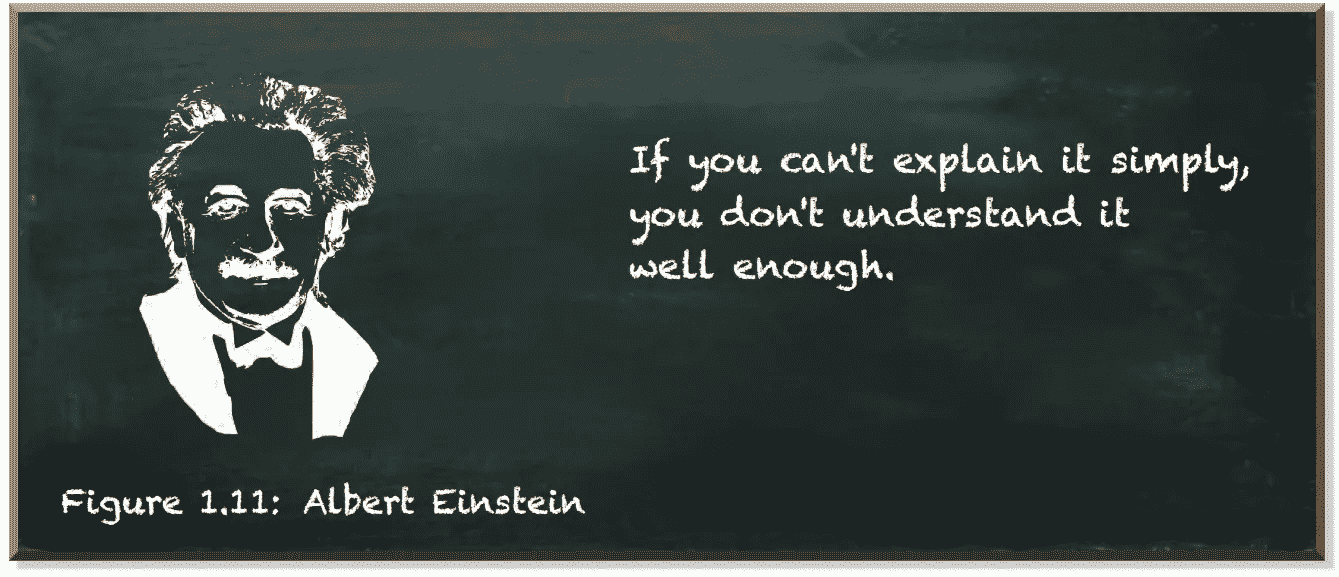 If you can't explain it simply,
you don't understand it
well enough.
Figure 1.11: Albert Einstein